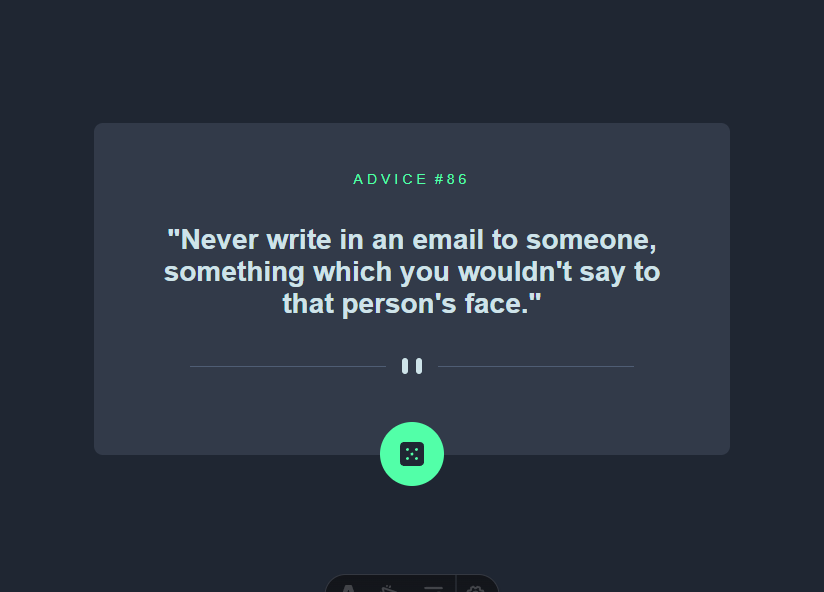 ADVICE #86
"Never write in an email to someone,
something which you wouldn't say to
that person's face."